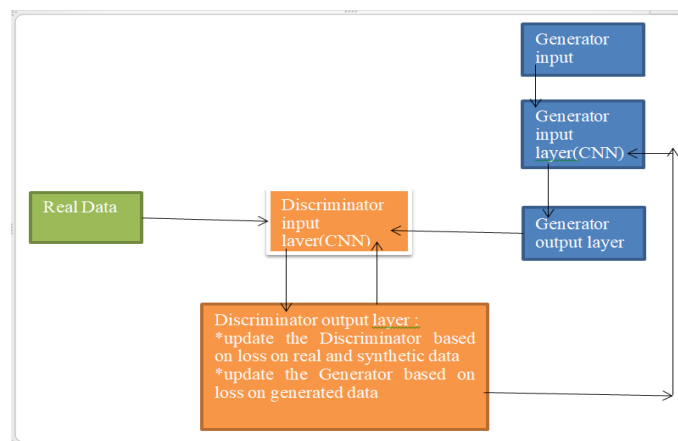 Generator
input
Generator
input
layer(CNN)
Real Data
Discriminator
input
layer(CNN)
Generator
output layer
Discriminator output layer :
*update the Discriminator based
on loss on real and synthetic data
*update the Generator based on
loss on generated data